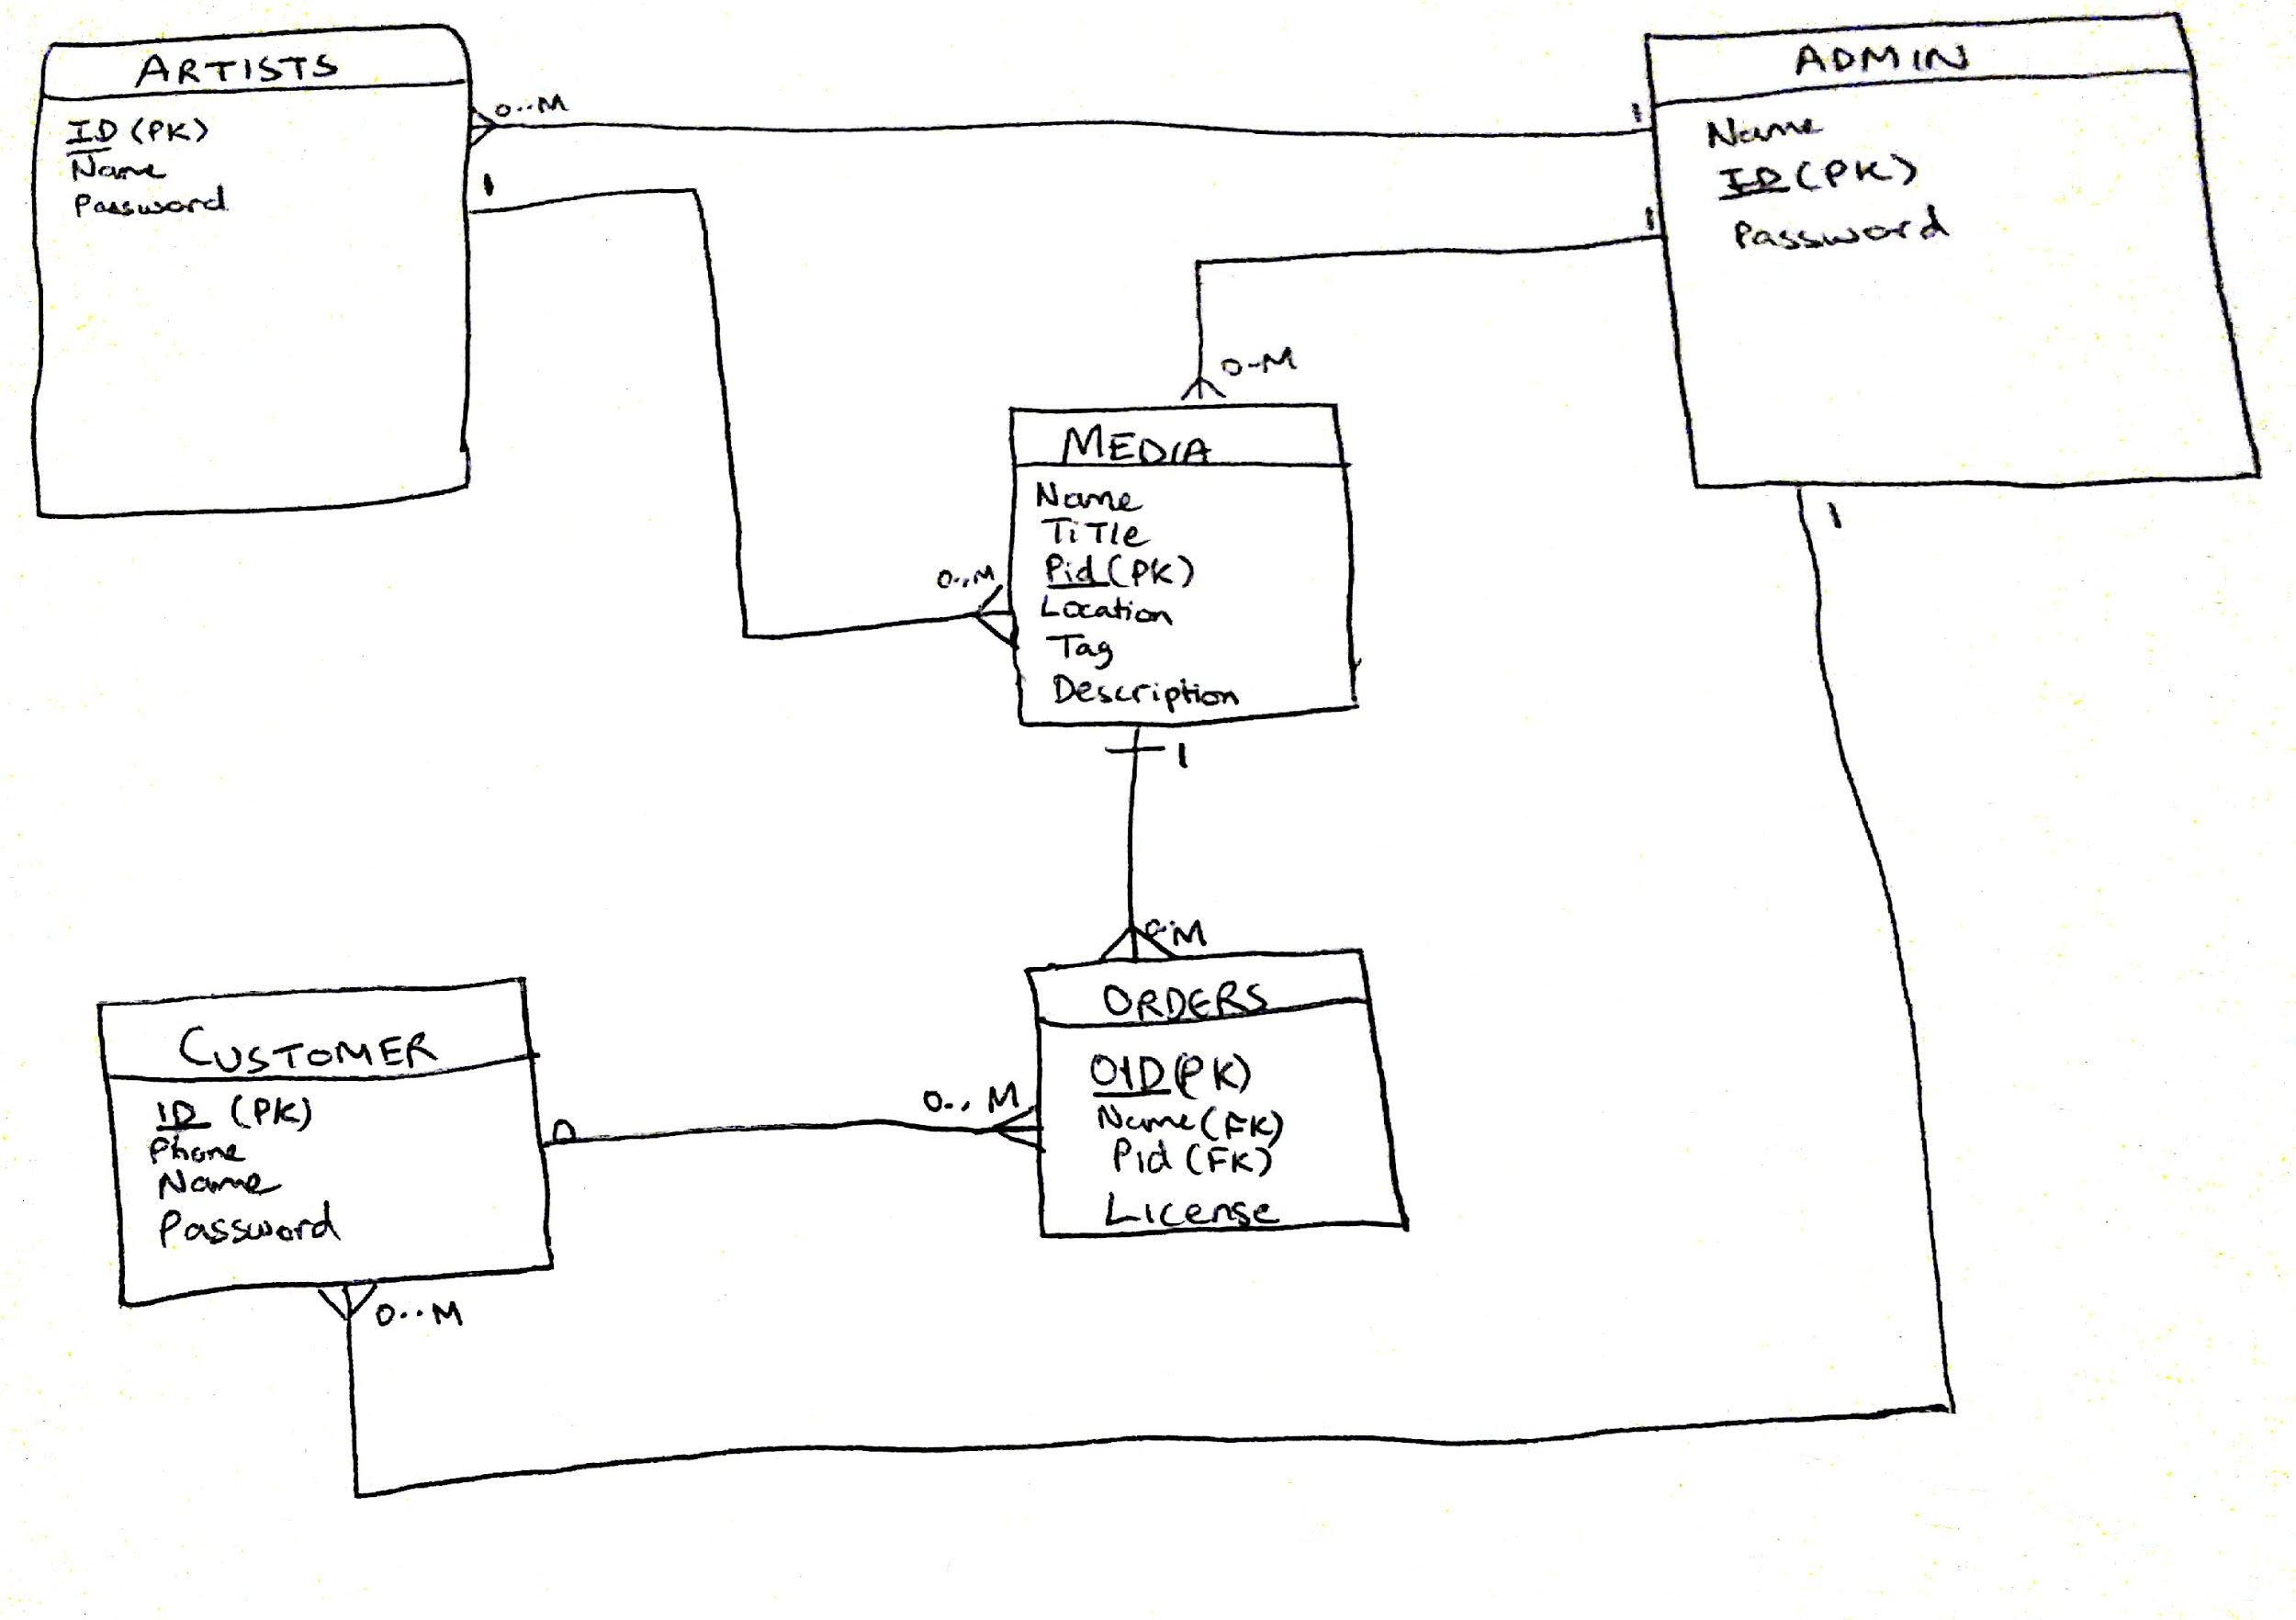 ARTISTS
ID (PK)
Name
Password
0..M
1
ADMIN
Name
ID (PK)
Password
1
1
1
0-M
MEDIA
Name
TiTle
Pid (PK)
Location
Tag
Description
0..M
1
ORDERS
OID (PK)
Name (FK)
Pid (FK)
License
0.. M
CUSTOMER
ID (PK)
Phone
Name
Password
0..M